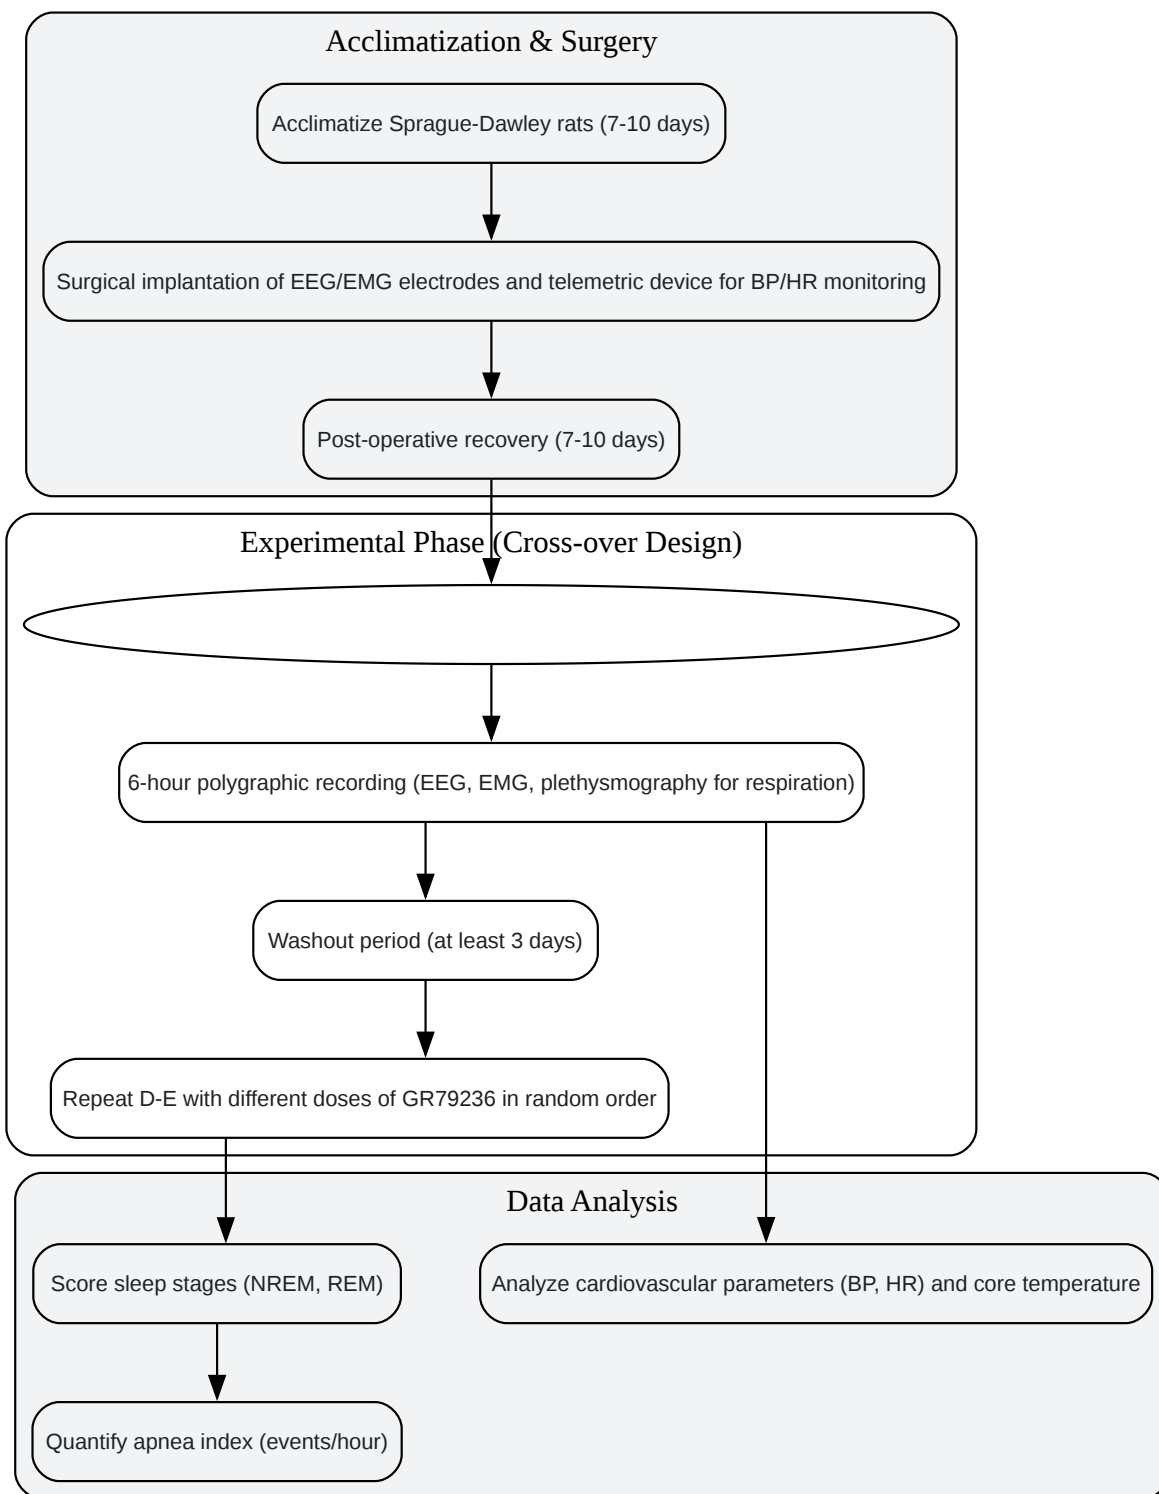 Acclimatization & Surgery
Acclimatize Sprague-Dawley rats (7-10 days)
Surgical implantation of EEG/EMG electrodes and telemetric device for BP/HR monitoring
Post-operative recovery (7-10 days)
Experimental Phase (Cross-over Design)
6-hour polygraphic recording (EEG, EMG, plethysmography for respiration)
Washout period (at least 3 days)
Repeat D-E with different doses of GR79236 in random order
Data Analysis
Score sleep stages (NREM, REM)
Analyze cardiovascular parameters (BP, HR) and core temperature
Quantify apnea index (events/hour)